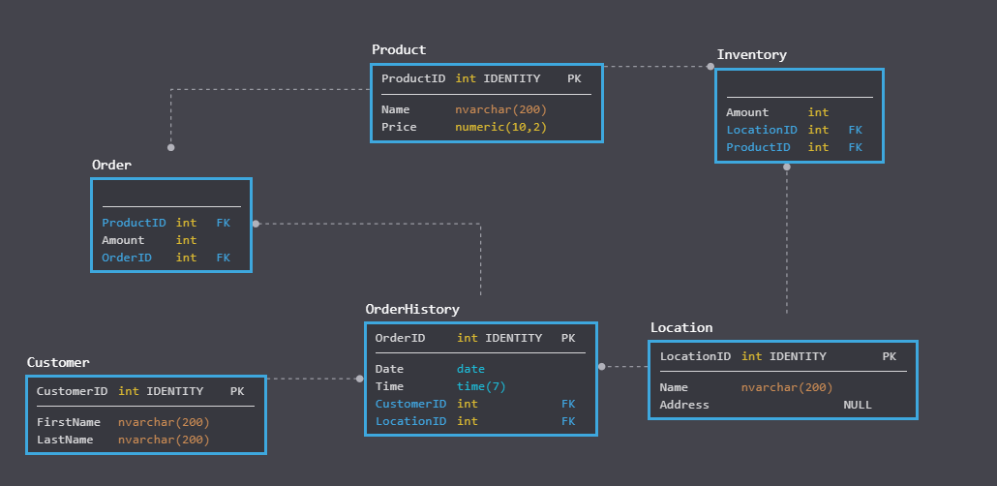 Product
ProductID int IDENTITY PK
Name nvarchar(200)
Price numeric(10,2)
Inventory
Amount int
LocationID int FK
ProductID int FK
Order
ProductID int FK
Amount int
OrderID int FK
OrderHistory
OrderID int IDENTITY PK
Date date
Time time(7)
CustomerID int FK
LocationID int FK
Location
LocationID int IDENTITY PK
Name nvarchar(200)
Address NULL
Customer
CustomerID int IDENTITY PK
FirstName nvarchar(200)
LastName nvarchar(200)